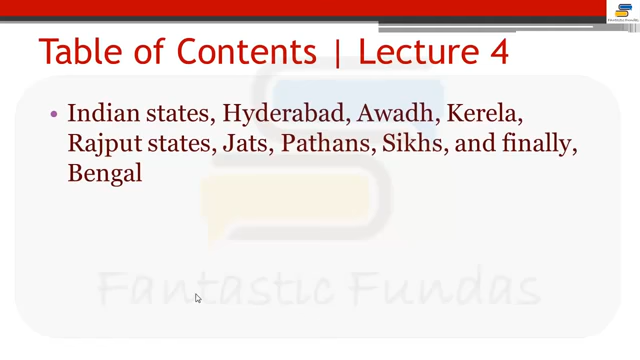 Table of Contents | Lecture 4
• Indian states, Hyderabad, Awadh, Kerela,
Rajput states, Jats, Pathans, Sikhs, and finally,
Bengal
Fantastic Fundas